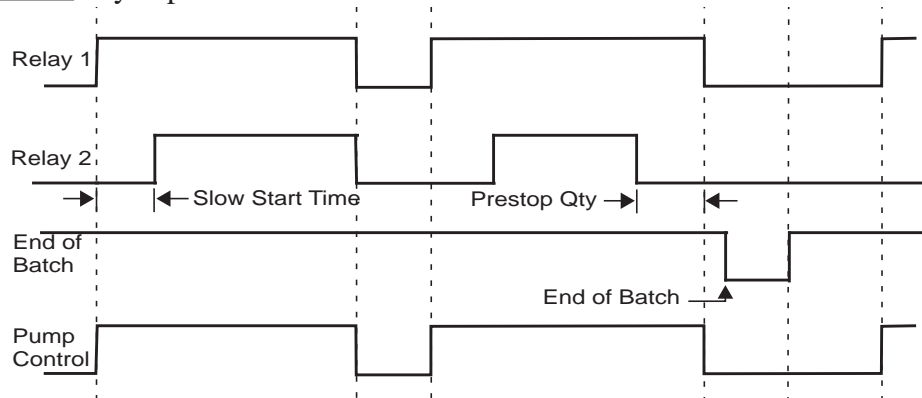 Relay 1
Relay 2
Slow Start Time
Prestop Qty
End of
Batch
End of Batch
Pump
Control